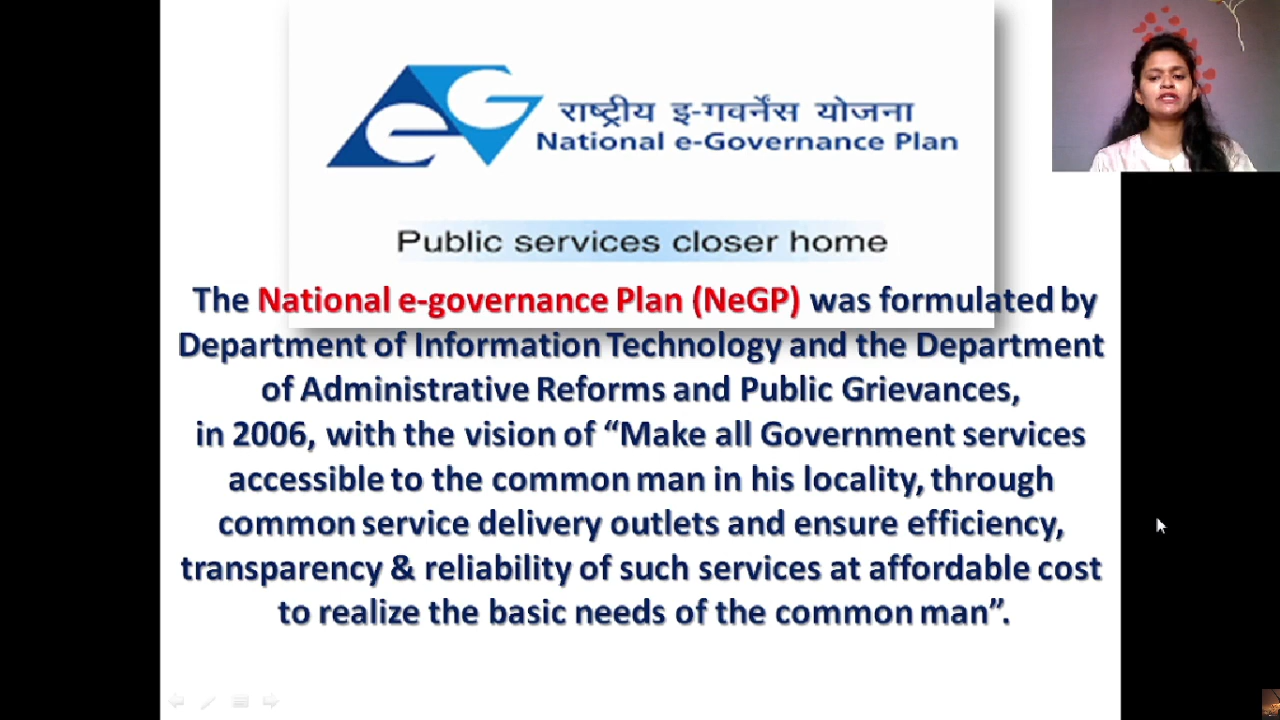 eG
राष्ट्रीय इ-गवर्नेंस योजना
National e-Governance Plan
Public services closer home
The National e-governance Plan (NeGP) was formulated by
Department of Information Technology and the Department
of Administrative Reforms and Public Grievances,
in 2006, with the vision of “Make all Government services
accessible to the common man in his locality, through
common service delivery outlets and ensure efficiency,
transparency & reliability of such services at affordable cost
to realize the basic needs of the common man”.